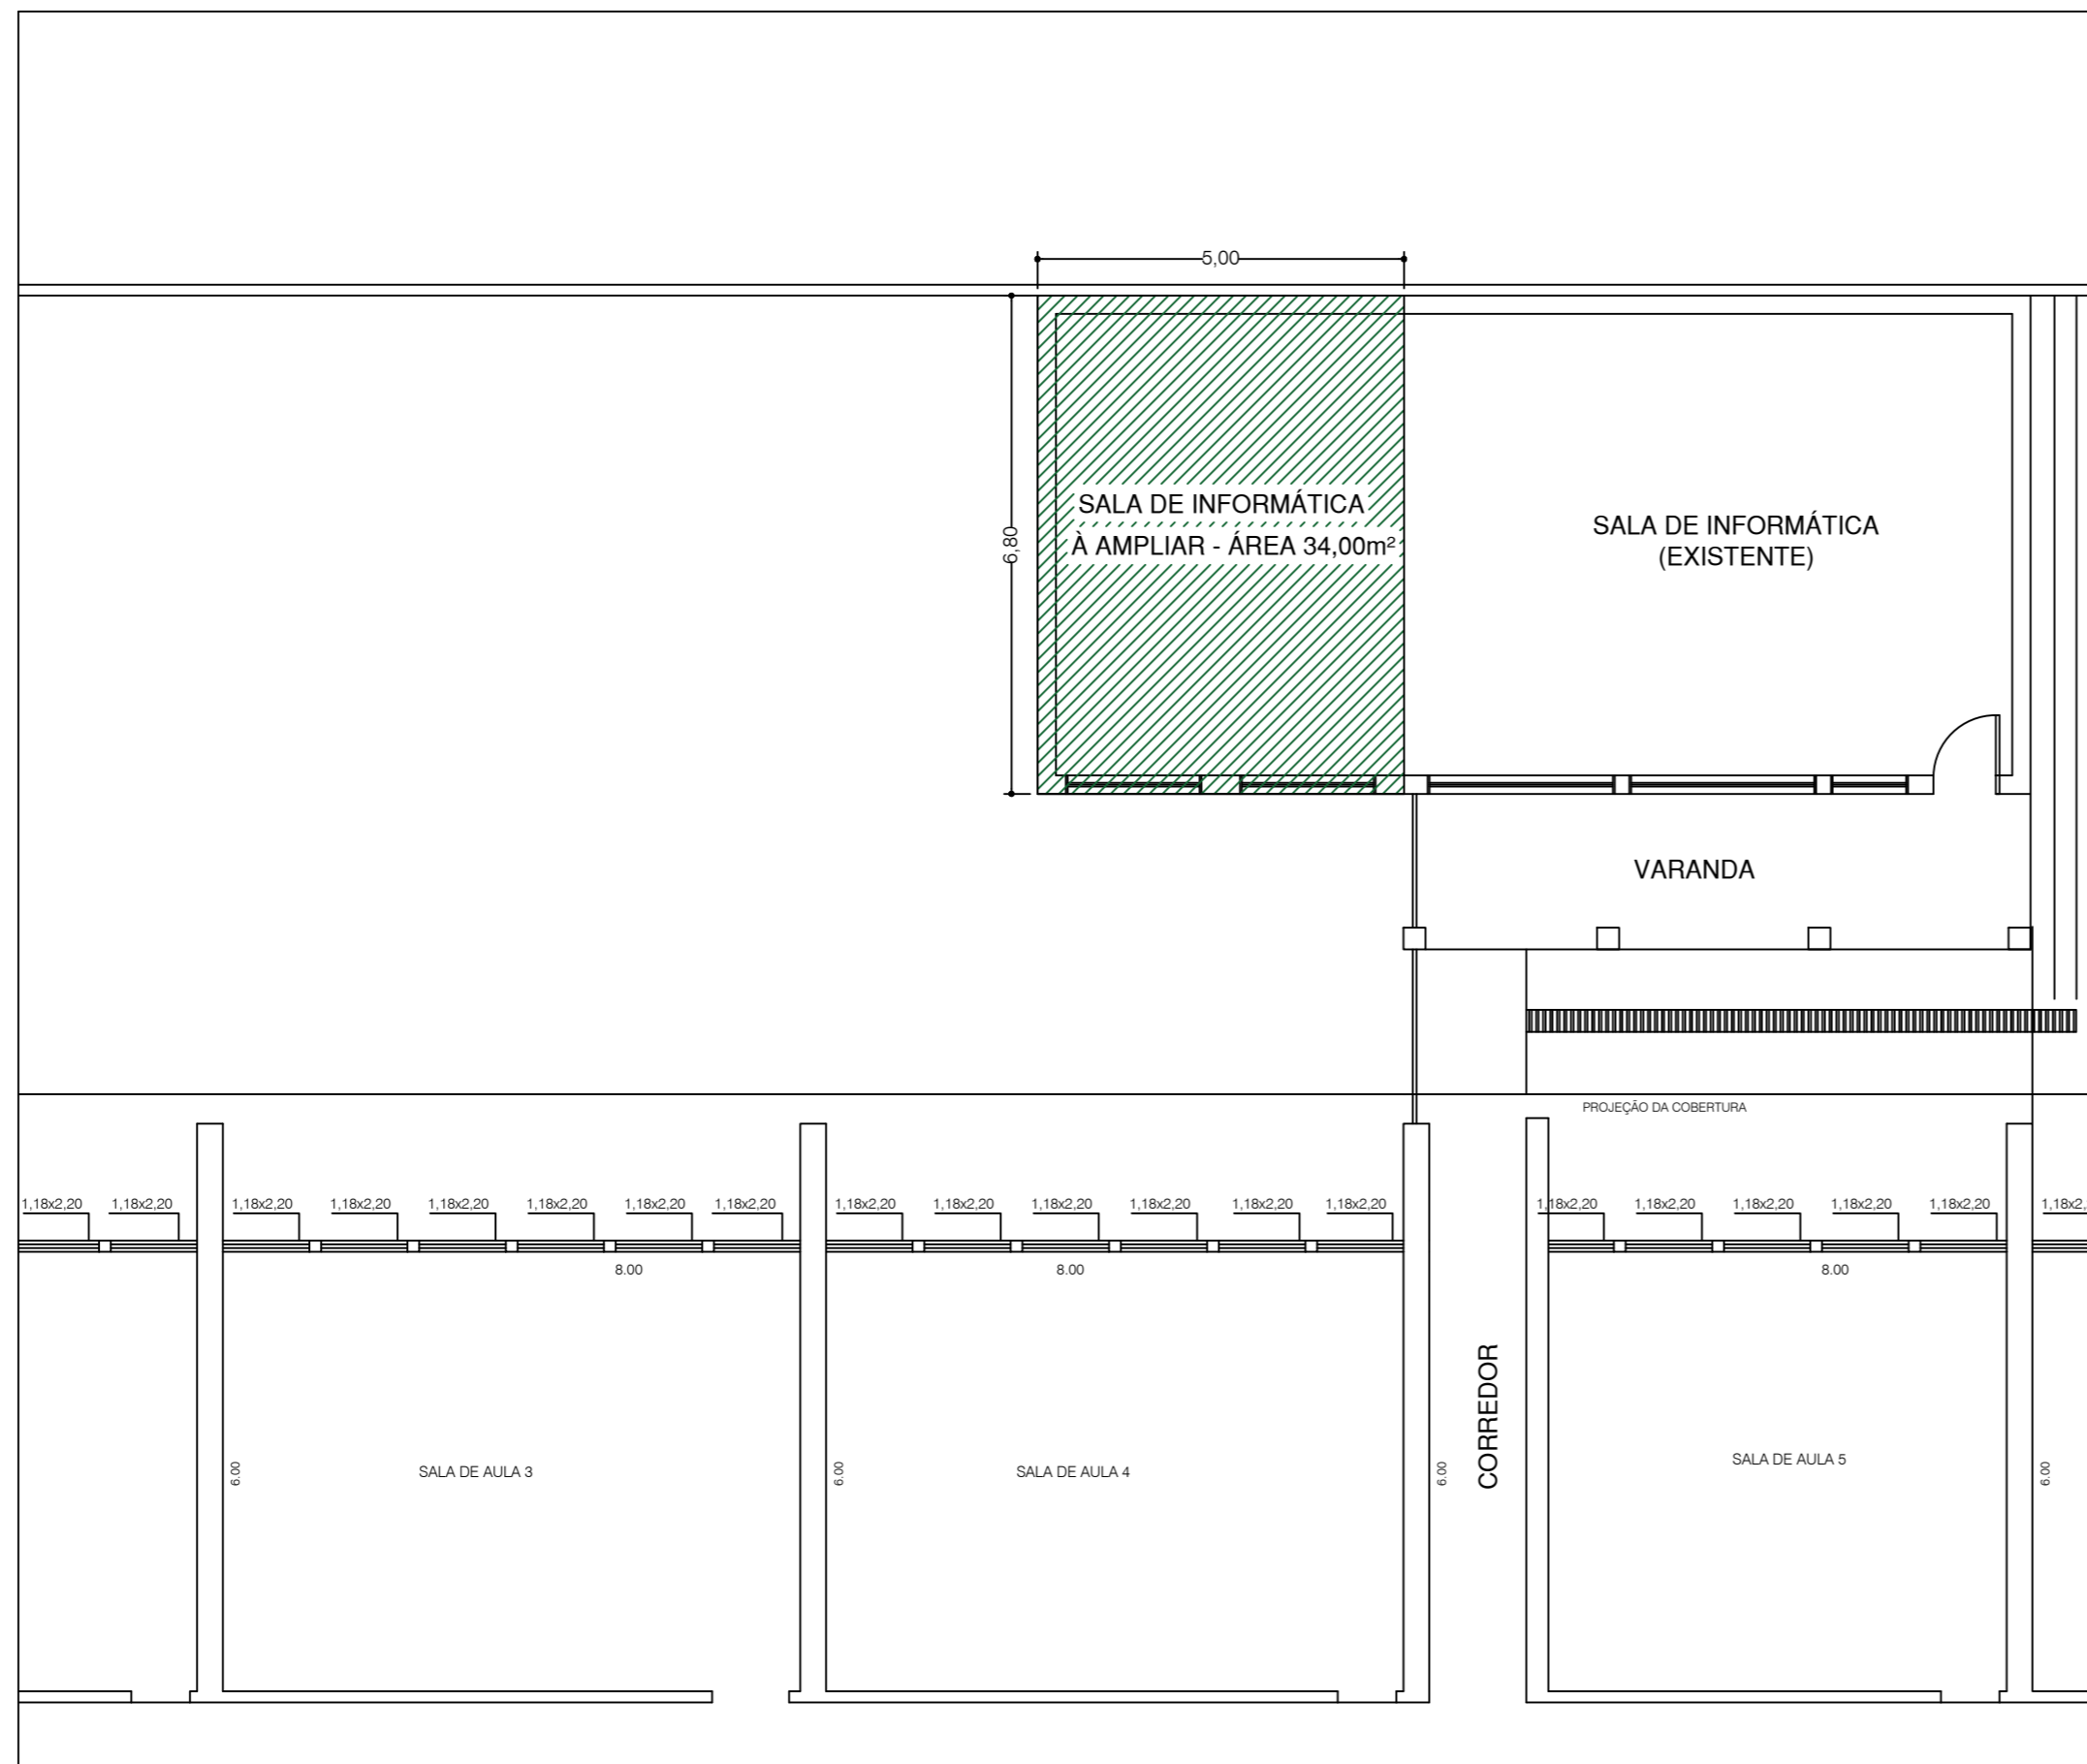 5,00
6,80
SALA DE INFORMÁTICA
À AMPLIAR - ÁREA 34,00m²
SALA DE INFORMÁTICA
(EXISTENTE)
VARANDA
PROJEÇÃO DA COBERTURA
1,18x2,20 1,18x2,20 1,18x2,20 1,18x2,20 1,18x2,20 1,18x2,20 1,18x2,20 1,18x2,20 1,18x2,20 1,18x2,20 1,18x2,20 1,18x2,20 1,18x2,20 1,18x2,20 1,18x2,20 1,18x2,20 1,18x2,20 1,18x2,20 1,18x2,20
8.00 8.00 8.00
CORREDOR
6.00 SALA DE AULA 3 6.00 SALA DE AULA 4 6.00 SALA DE AULA 5 6.00